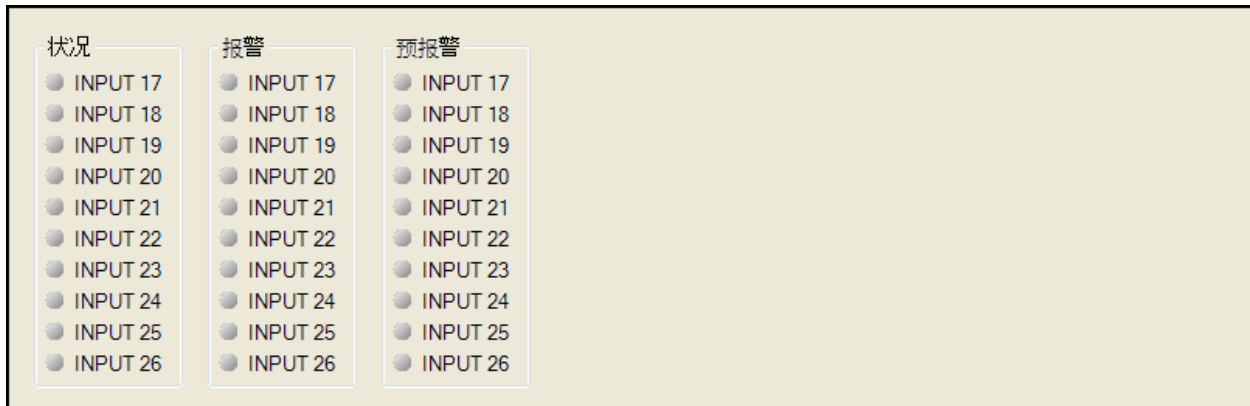 状况
INPUT 17
INPUT 18
INPUT 19
INPUT 20
INPUT 21
INPUT 22
INPUT 23
INPUT 24
INPUT 25
INPUT 26
报警
INPUT 17
INPUT 18
INPUT 19
INPUT 20
INPUT 21
INPUT 22
INPUT 23
INPUT 24
INPUT 25
INPUT 26
预报警
INPUT 17
INPUT 18
INPUT 19
INPUT 20
INPUT 21
INPUT 22
INPUT 23
INPUT 24
INPUT 25
INPUT 26